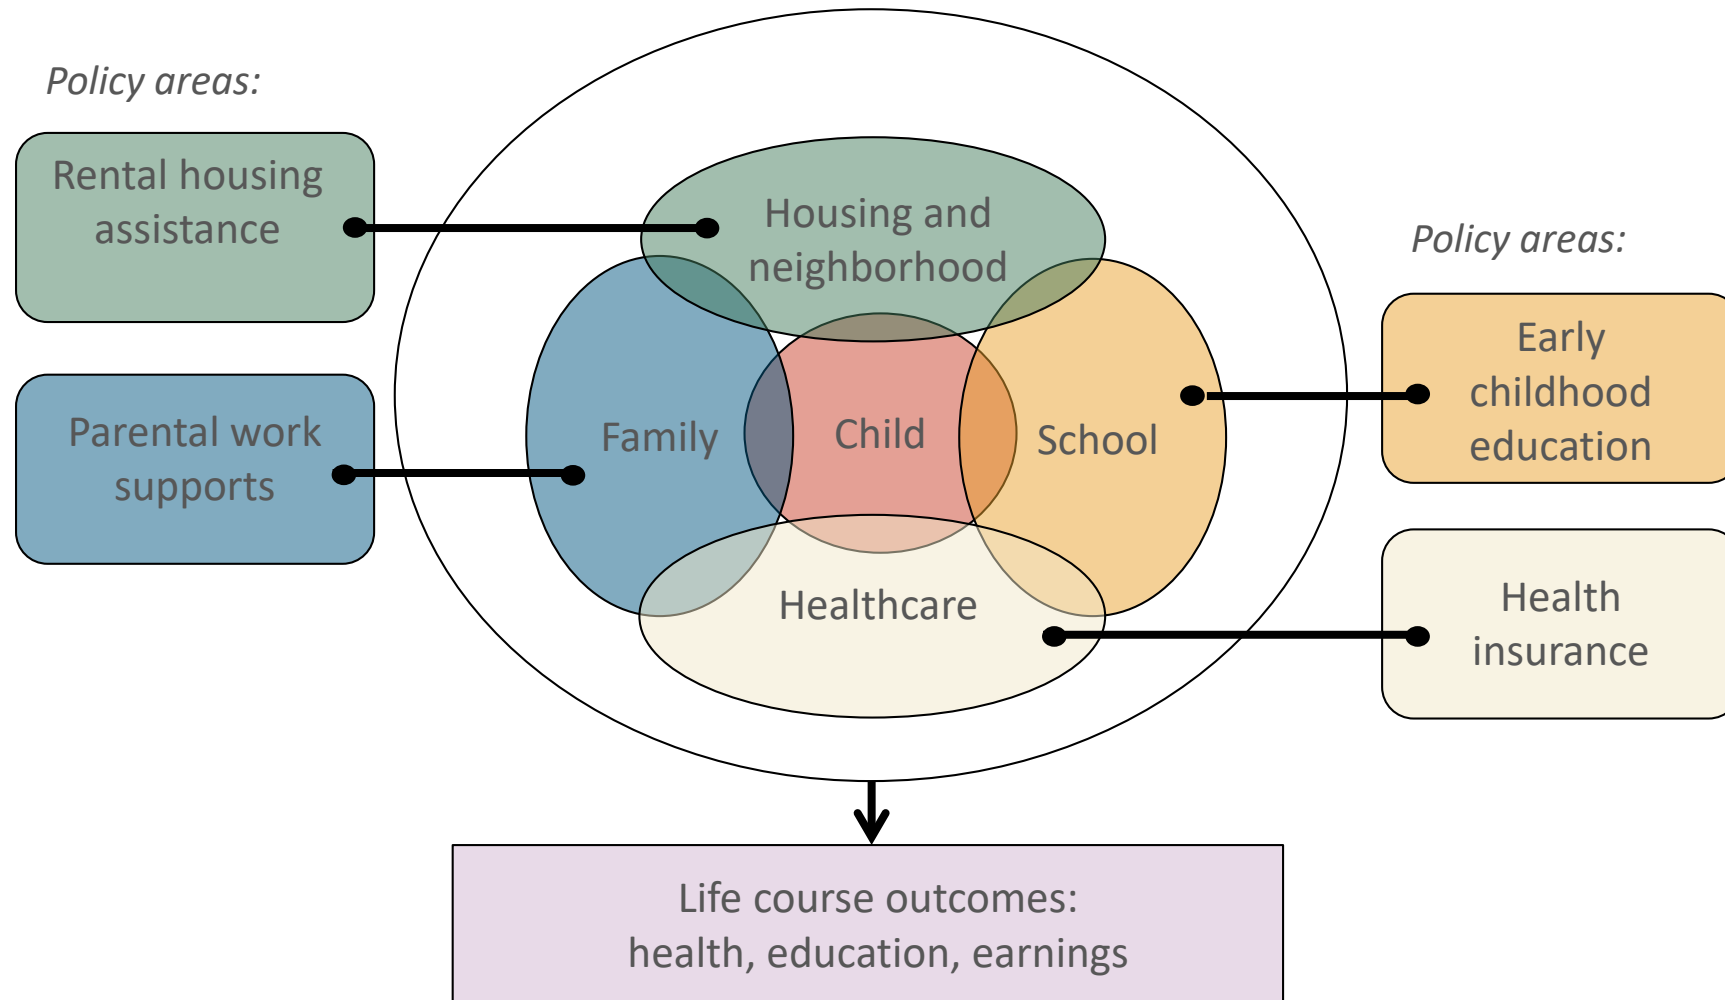 Policy areas:
Rental housing
assistance
Parental work
supports
Housing and
neighborhood
Family
Child
School
Healthcare
Policy areas:
Early
childhood
education
Health
insurance
Life course outcomes:
health, education, earnings